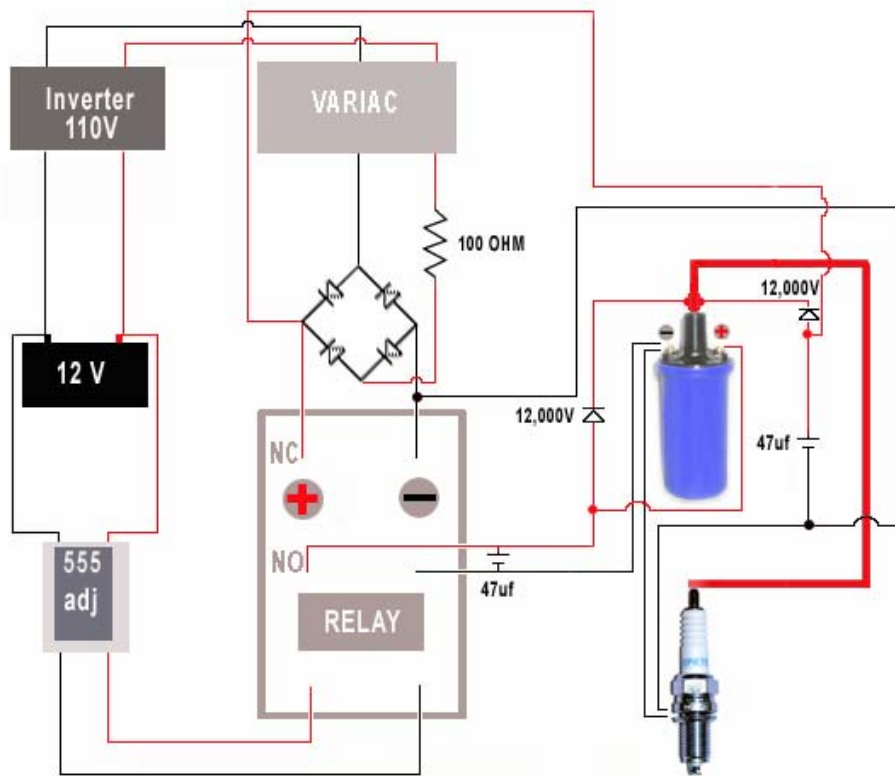 Inverter
110V
VARIAC
100 OHM
12,000V
12 V
12,000V
47uf
NC
NO
47uf
555
adj
RELAY